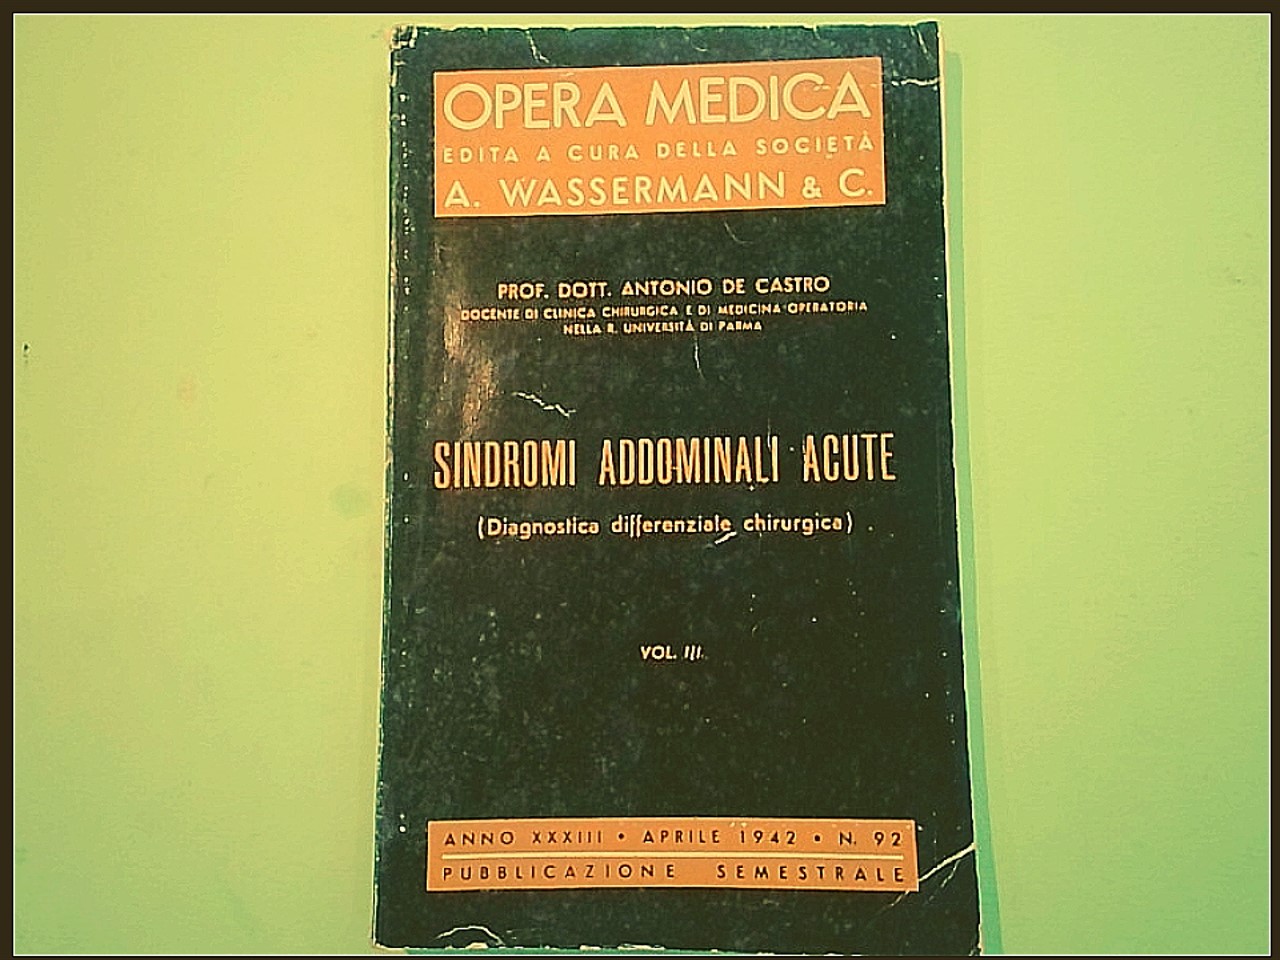 OPERA MEDICA
EDITA A CURA DELLA SOCIETÀ
A. WASSERMANN & C.
PROF. DOTT. ANTONIO DE CASTRO
DOCENTE DI CLINICA CHIRURGICA E DI MEDICINA OPERATORIA
NELLA R. UNIVERSITÀ DI PARMA
SINDROMI ADDOMINALI ACUTE
(Diagnostica differenziale chirurgica)
VOL. III.
ANNO XXXIII • APRILE 1942 • N. 92
PUBBLICAZIONE SEMESTRALE